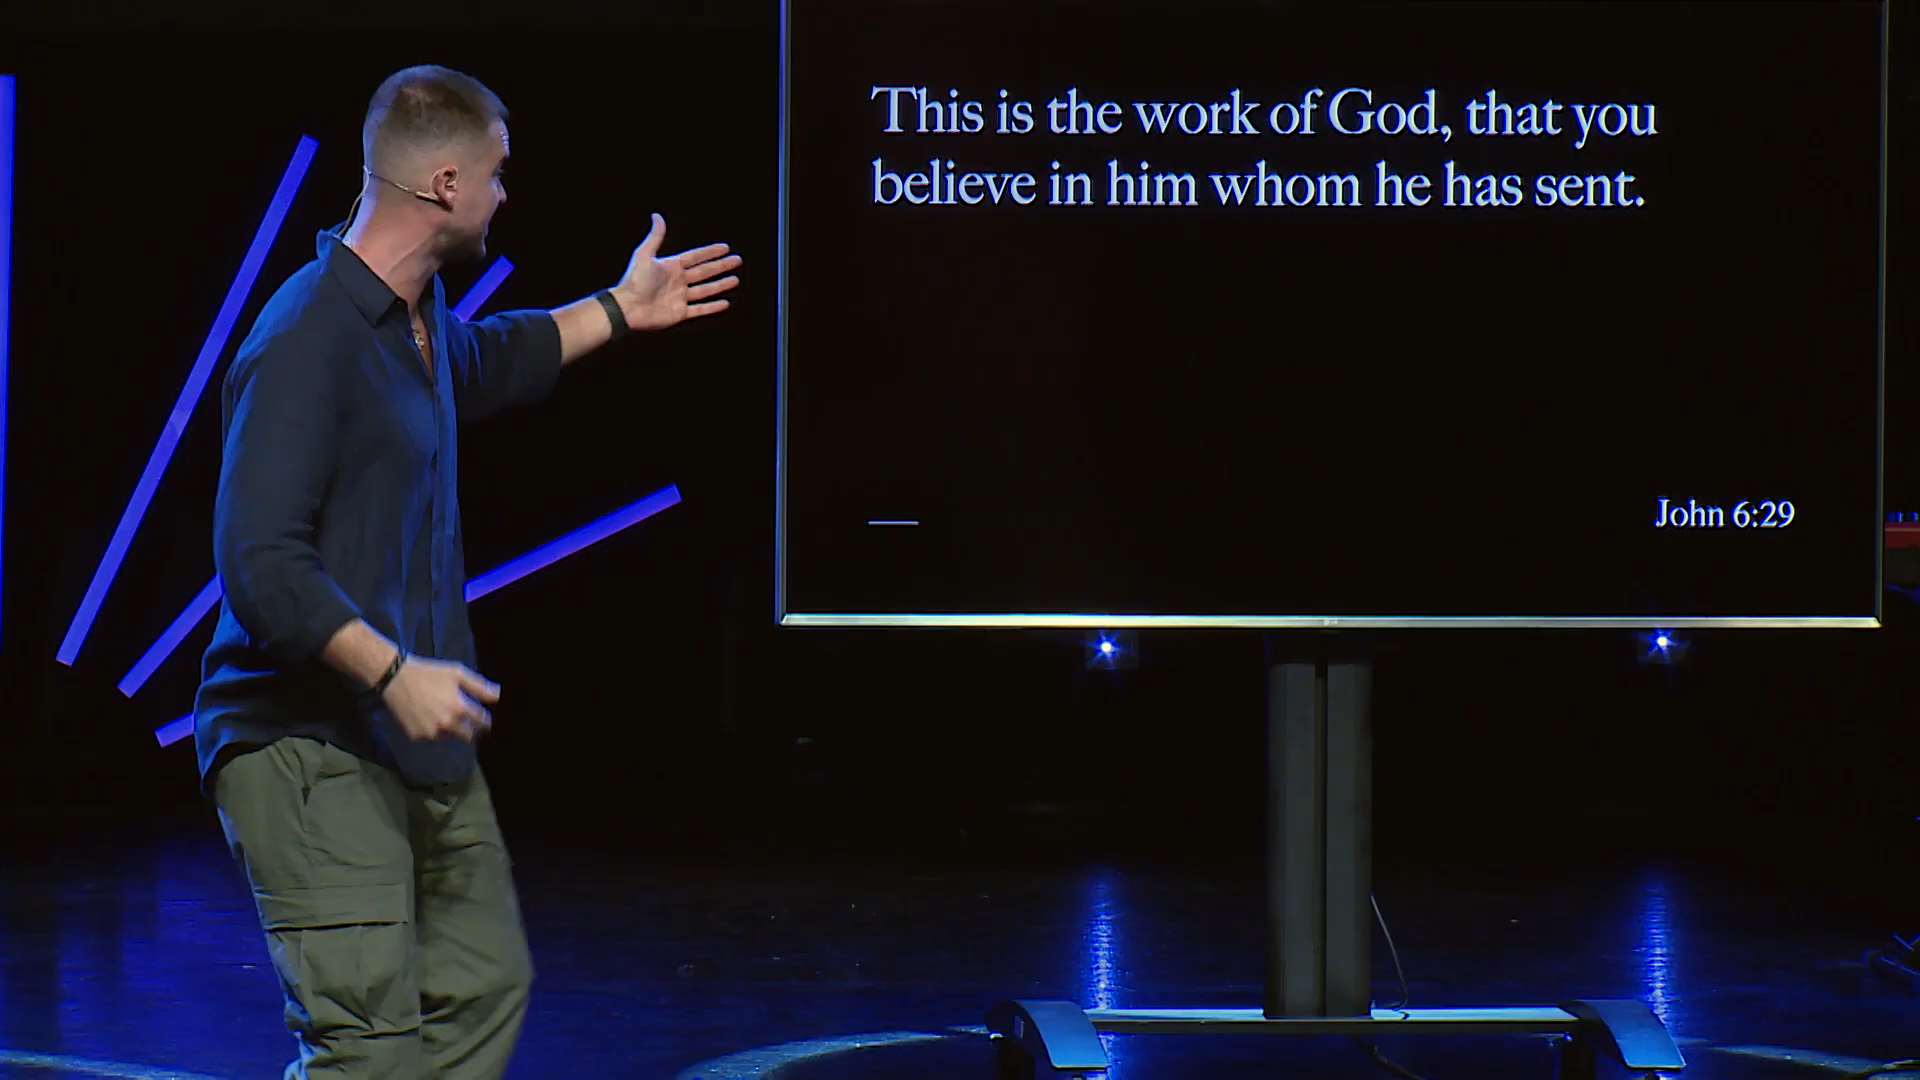 This is the work of God, that you
believe in him whom he has sent.
John 6:29